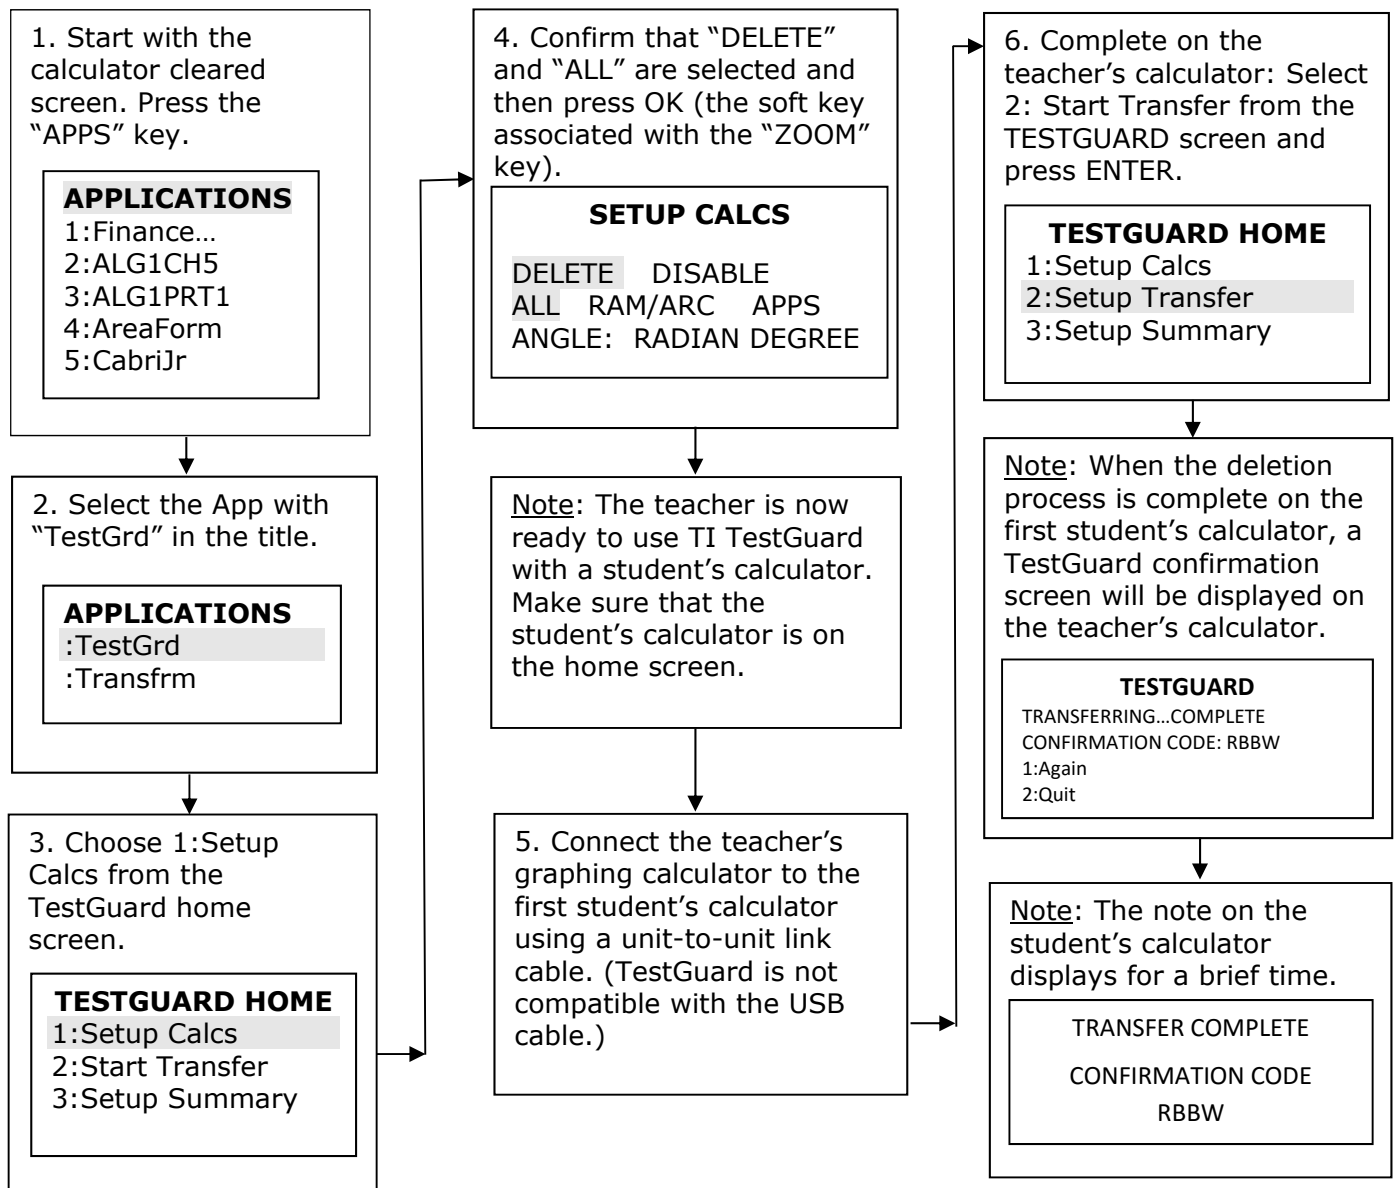 1. Start with the
calculator cleared
screen. Press the
“APPS” key.
APPLICATIONS
1:Finance…
2:ALG1CH5
3:ALG1PRT1
4:AreaForm
5:CabriJr
2. Select the App with
“TestGrd” in the title.
APPLICATIONS
:TestGrd
:Transfrm
3. Choose 1:Setup
Calcs from the
TestGuard home
screen.
TESTGUARD HOME
1:Setup Calcs
2:Start Transfer
3:Setup Summary
4. Confirm that “DELETE”
and “ALL” are selected and
then press OK (the soft key
associated with the “ZOOM”
key).
SETUP CALCS
DELETE DISABLE
ALL RAM/ARC APPS
ANGLE: RADIAN DEGREE
Note: The teacher is now
ready to use TI TestGuard
with a student’s calculator.
Make sure that the
student’s calculator is on
the home screen.
5. Connect the teacher’s
graphing calculator to the
first student’s calculator
using a unit-to-unit link
cable. (TestGuard is not
compatible with the USB
cable.)
6. Complete on the
teacher’s calculator: Select
2: Start Transfer from the
TESTGUARD screen and
press ENTER.
TESTGUARD HOME
1:Setup Calcs
2:Setup Transfer
3:Setup Summary
Note: When the deletion
process is complete on the
first student’s calculator, a
TestGuard confirmation
screen will be displayed on
the teacher’s calculator.
TESTGUARD
TRANSFERRING…COMPLETE
CONFIRMATION CODE: RBBW
1:Again
2:Quit
Note: The note on the
student’s calculator
displays for a brief time.
TRANSFER COMPLETE
CONFIRMATION CODE
RBBW